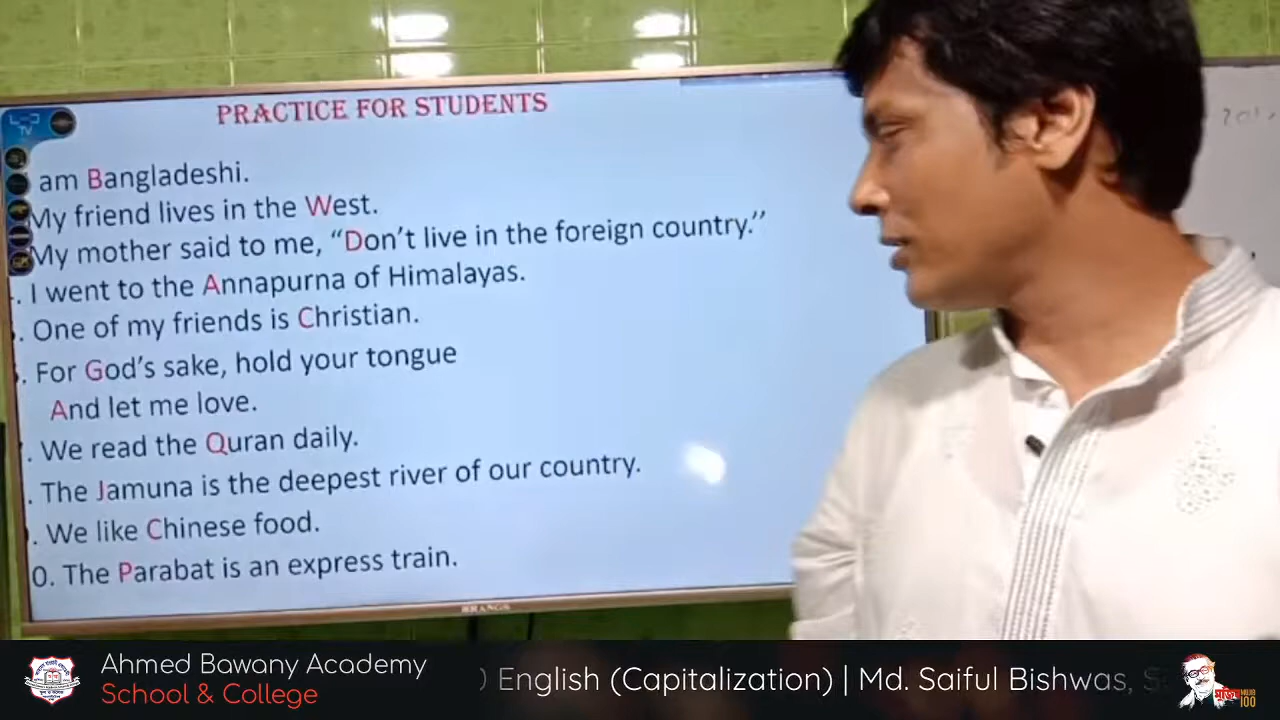 PRACTICE FOR STUDENTS
am Bangladeshi.
My friend lives in the West.
My mother said to me, “Don’t live in the foreign country.”
. I went to the Annapurna of Himalayas.
. One of my friends is Christian.
. For God’s sake, hold your tongue
And let me love.
. We read the Quran daily.
. The Jamuna is the deepest river of our country.
. We like Chinese food.
0. The Parabat is an express train.
TV
Ahmed Bawany Academy
School & College
) English (Capitalization) | Md. Saiful Bishwas, S
মুজিব MUJIB
100